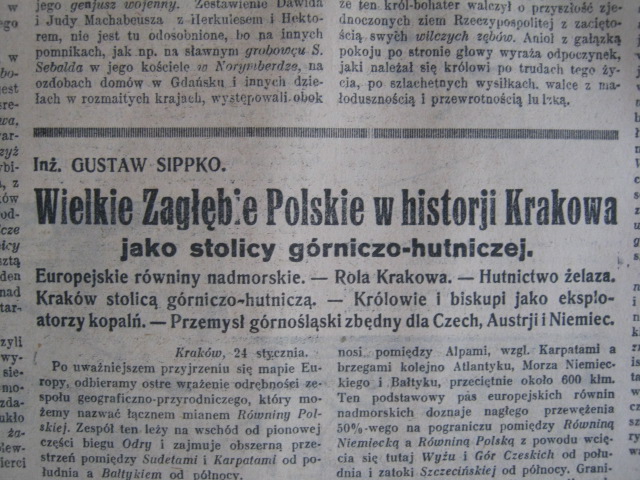 jego genjusz wojenny. Zestawienie Dawida
i Judy Machabeusza z Herkulesem i Hekto-
rem, nie jest tu odosobnione, bo na innych
pomnikach, jak np. na sławnym grobowcu S.
Sebalda w jego kościele w Norymberdze, na
ozdobach domów w Gdańsku i innych dzie-
łach w rozmaitych krajach, występowali obok
że ten król-bohater walczył o przyszłość zje-
dnoczonych ziem Rzeczypospolitej z zacięto-
ścią swych wilczych zębów. Anioł z gałązką
pokoju po stronie głowy wyraża odpoczynek,
jaki należał się królowi po trudach tego ży-
cia, po szlachetnych wysiłkach, walce z ma-
łodusznością i przewrotnością ludzką.
Inż. GUSTAW SIPPKO.
Wielkie Zagłębie Polskie w historji Krakowa
jako stolicy górniczo-hutniczej.
Europejskie równiny nadmorskie. — Rola Krakowa. — Hutnictwo żelaza.
Kraków stolicą górniczo-hutniczą. — Królowie i biskupi jako eksplo-
atorzy kopalń. — Przemysł górnośląski zbędny dla Czech, Austrji i Niemiec.
Kraków, 24 stycznia.
Po uważniejszem przyjrzeniu się mapie Eu-
ropy, odbieramy ostre wrażenie odrębności ze-
społu geograficzno-przyrodniczego, który mo-
żemy nazwać łącznem mianem Równiny Pol-
skiej. Zespół ten leży na wschód od pionowej
części biegu Odry i zajmuje obszerną prze-
strzeń pomiędzy Sudetami i Karpatami od po-
łudnia a Bałtykiem od północy.
nosi pomiędzy Alpami, wzgl. Karpatami a
brzegami kolejno Atlantyku, Morza Niemiec-
kiego i Bałtyku, przeciętnie około 600 klm.
Ten podstawowy pás europejskich równin
nadmorskich doznaje nagłego przewężenia
50%-wego na pograniczu pomiędzy Równiną
Niemiecką a Równiną Polską z powodu wcię-
cia się tutaj Wyżu i Gór Czeskich od połud-
nia i zatoki Szczecińskiej od północy. Grani-